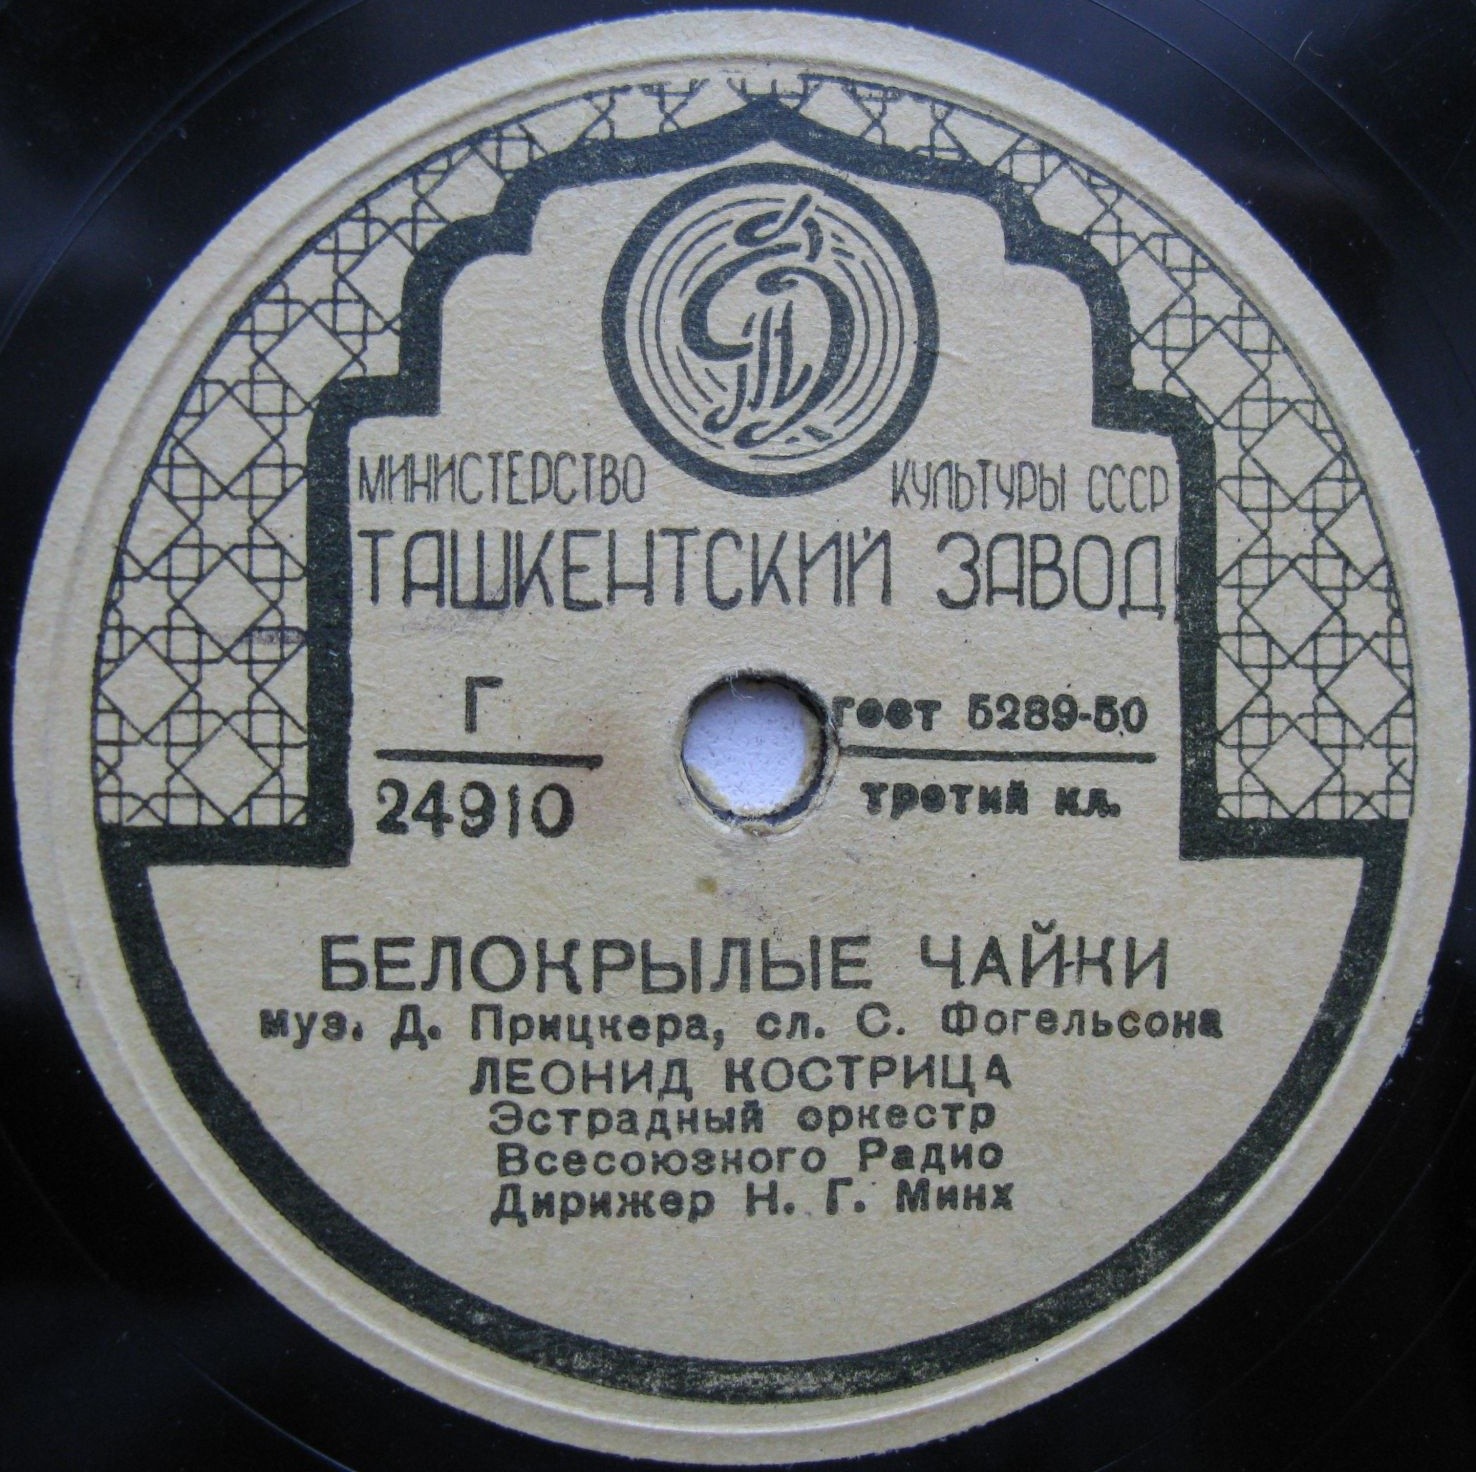 МИНИСТЕРСТВО КУЛЬТУРЫ СССР
ТАШКЕНТСКИЙ ЗАВОД
Г
24910
гост 5289-50
третий кл.
БЕЛОКРЫЛЫЕ ЧАЙКИ
муз. Д. Прицкера, сл. С. Фогельсона
ЛЕОНИД КОСТРИЦА
Эстрадный оркестр
Всесоюзного Радио
Дирижер Н. Г. Минх